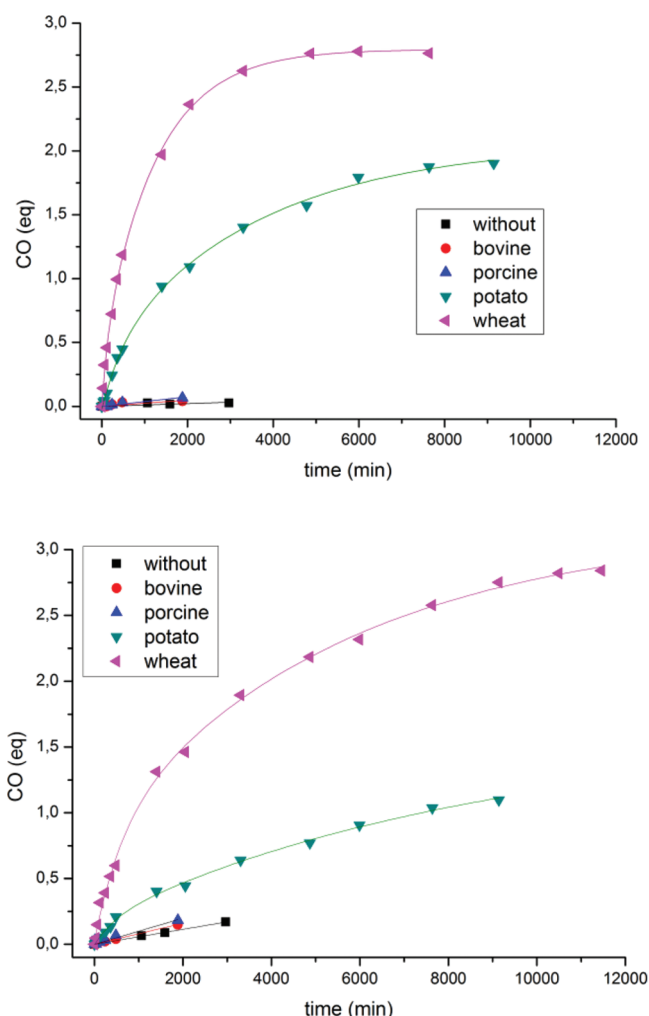 3,0
2,5
2,0
1,5
1,0
0,5
0,0
CO (eq)
without
bovine
porcine
potato
wheat
0 2000 4000 6000 8000 10000 12000
time (min)
3,0
2,5
2,0
1,5
1,0
0,5
0,0
CO (eq)
without
bovine
porcine
potato
wheat
0 2000 4000 6000 8000 10000 12000
time (min)